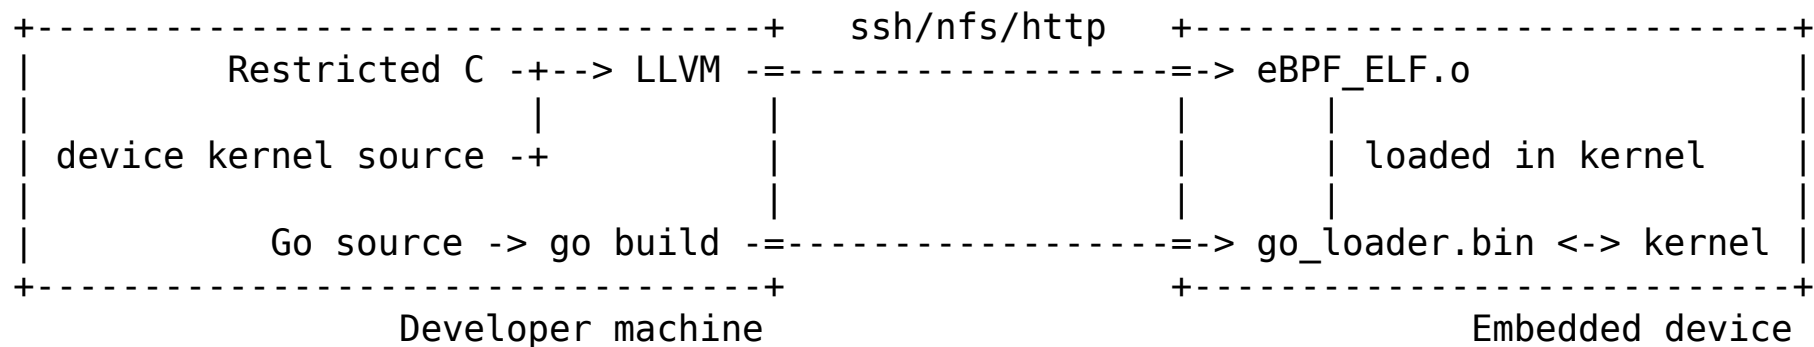 +----------------------------------+   ssh/nfs/http   +----------------------------+
|         Restricted C -+--> LLVM -=------------------=-> eBPF_ELF.o               |
|                       |          |                  |      |                     |
| device kernel source -+          |                  |      | loaded in kernel    |
|                                  |                  |      |                     |
|           Go source -> go build -=------------------=-> go_loader.bin <-> kernel |
+----------------------------------+                  +----------------------------+
                  Developer machine                                 Embedded device